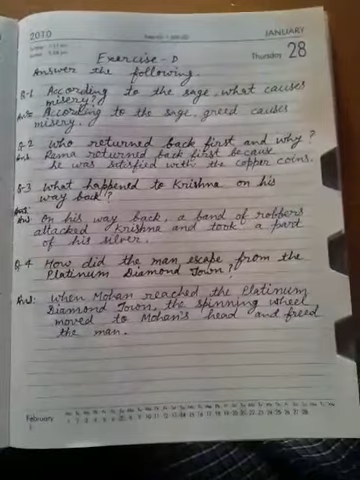 2010
JANUARY
Thursday 28
Exercise-D
Answer the following.
Q-1 According to the sage, what causes
misery?
Ans: According to the sage, greed causes
misery.
Q-2 Who returned back first and why?
Ans: Rama returned back first because
he was satisfied with the copper coins.
Q-3 What happened to Krishna on his
way back?
Ans: On his way back, a band of robbers
attacked Krishna and took a part
of his silver.
Q-4 How did the man escape from the
Platinum Diamond Town?
Ans: When Mohan reached the Platinum
Diamond Town, the spinning wheel
moved to Mohan's head and freed
the man.
February